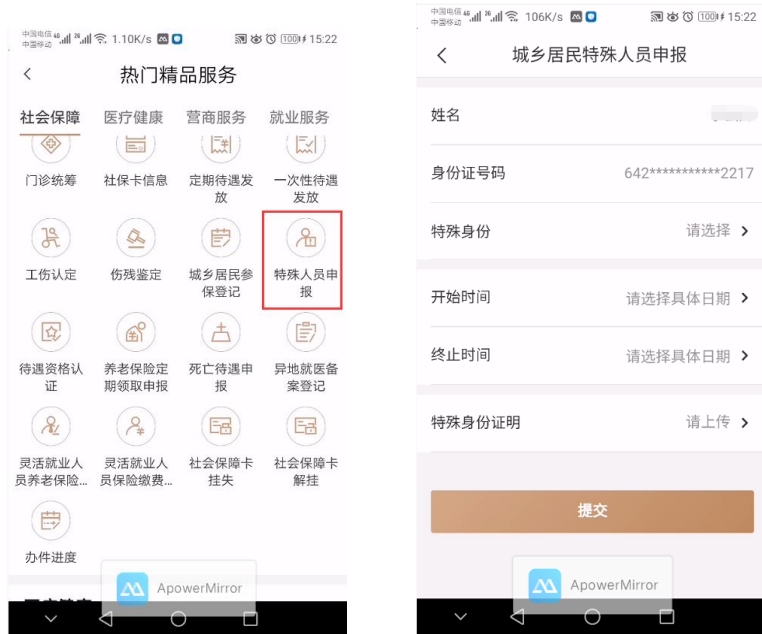 中国电信 46 26 1.10K/s 100 15:22
中国移动
热门精品服务
社会保障 医疗健康 营商服务 就业服务
门诊统筹 社保卡信息 定期待遇发放 一次性待遇发放
工伤认定 伤残鉴定 城乡居民参保登记 特殊人员申报
待遇资格认证 养老保险定期领取申报 死亡待遇申报 异地就医备案登记
灵活就业人员养老保险... 灵活就业人员保险缴费... 社会保障卡挂失 社会保障卡解挂
办件进度
ApowerMirror
中国电信 46 26 106K/s 100 15:22
中国移动
城乡居民特殊人员申报
姓名
身份证号码 642***********2217
特殊身份 请选择
开始时间 请选择具体日期
终止时间 请选择具体日期
特殊身份证明 请上传
提交
ApowerMirror